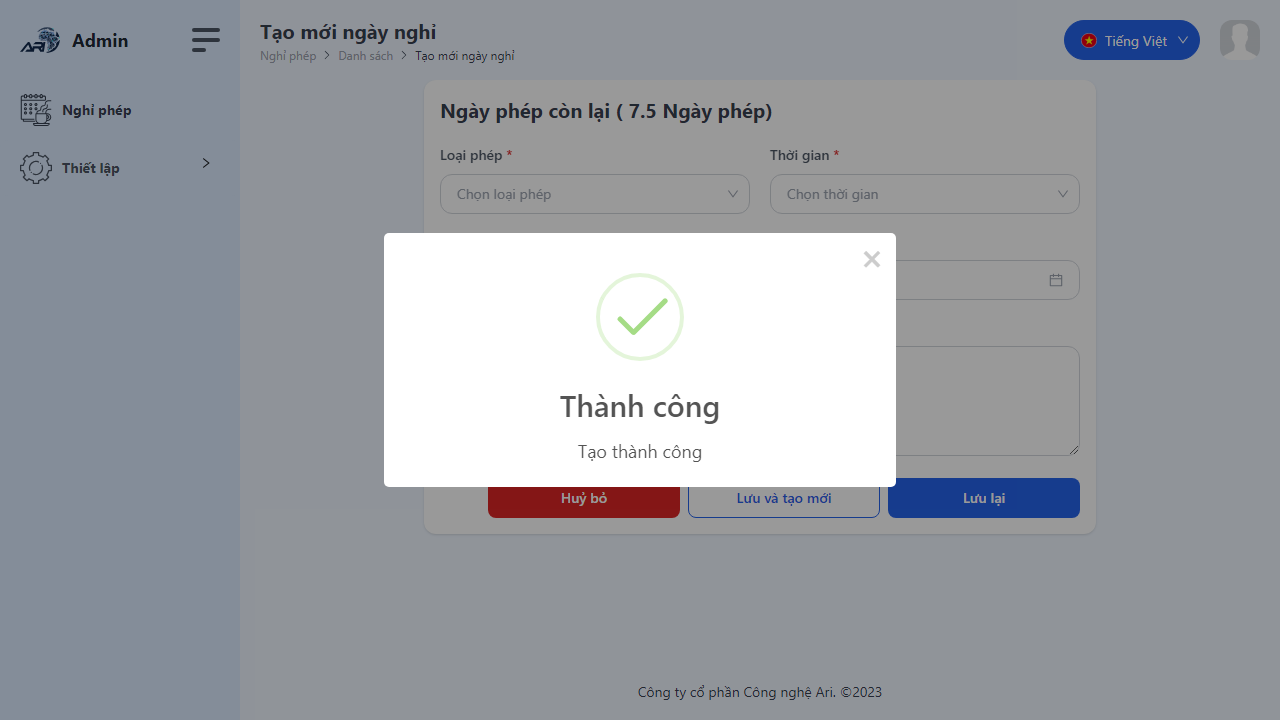 ARI
Admin
Nghỉ phép
Thiết lập
Tạo mới ngày nghỉ
Nghỉ phép > Danh sách > Tạo mới ngày nghỉ
Tiếng Việt
Ngày phép còn lại ( 7.5 Ngày phép)
Loại phép * Thời gian *
Chọn loại phép Chọn thời gian
×
Thành công
Tạo thành công
Huỷ bỏ Lưu và tạo mới Lưu lại
Công ty cổ phần Công nghệ Ari. ©2023